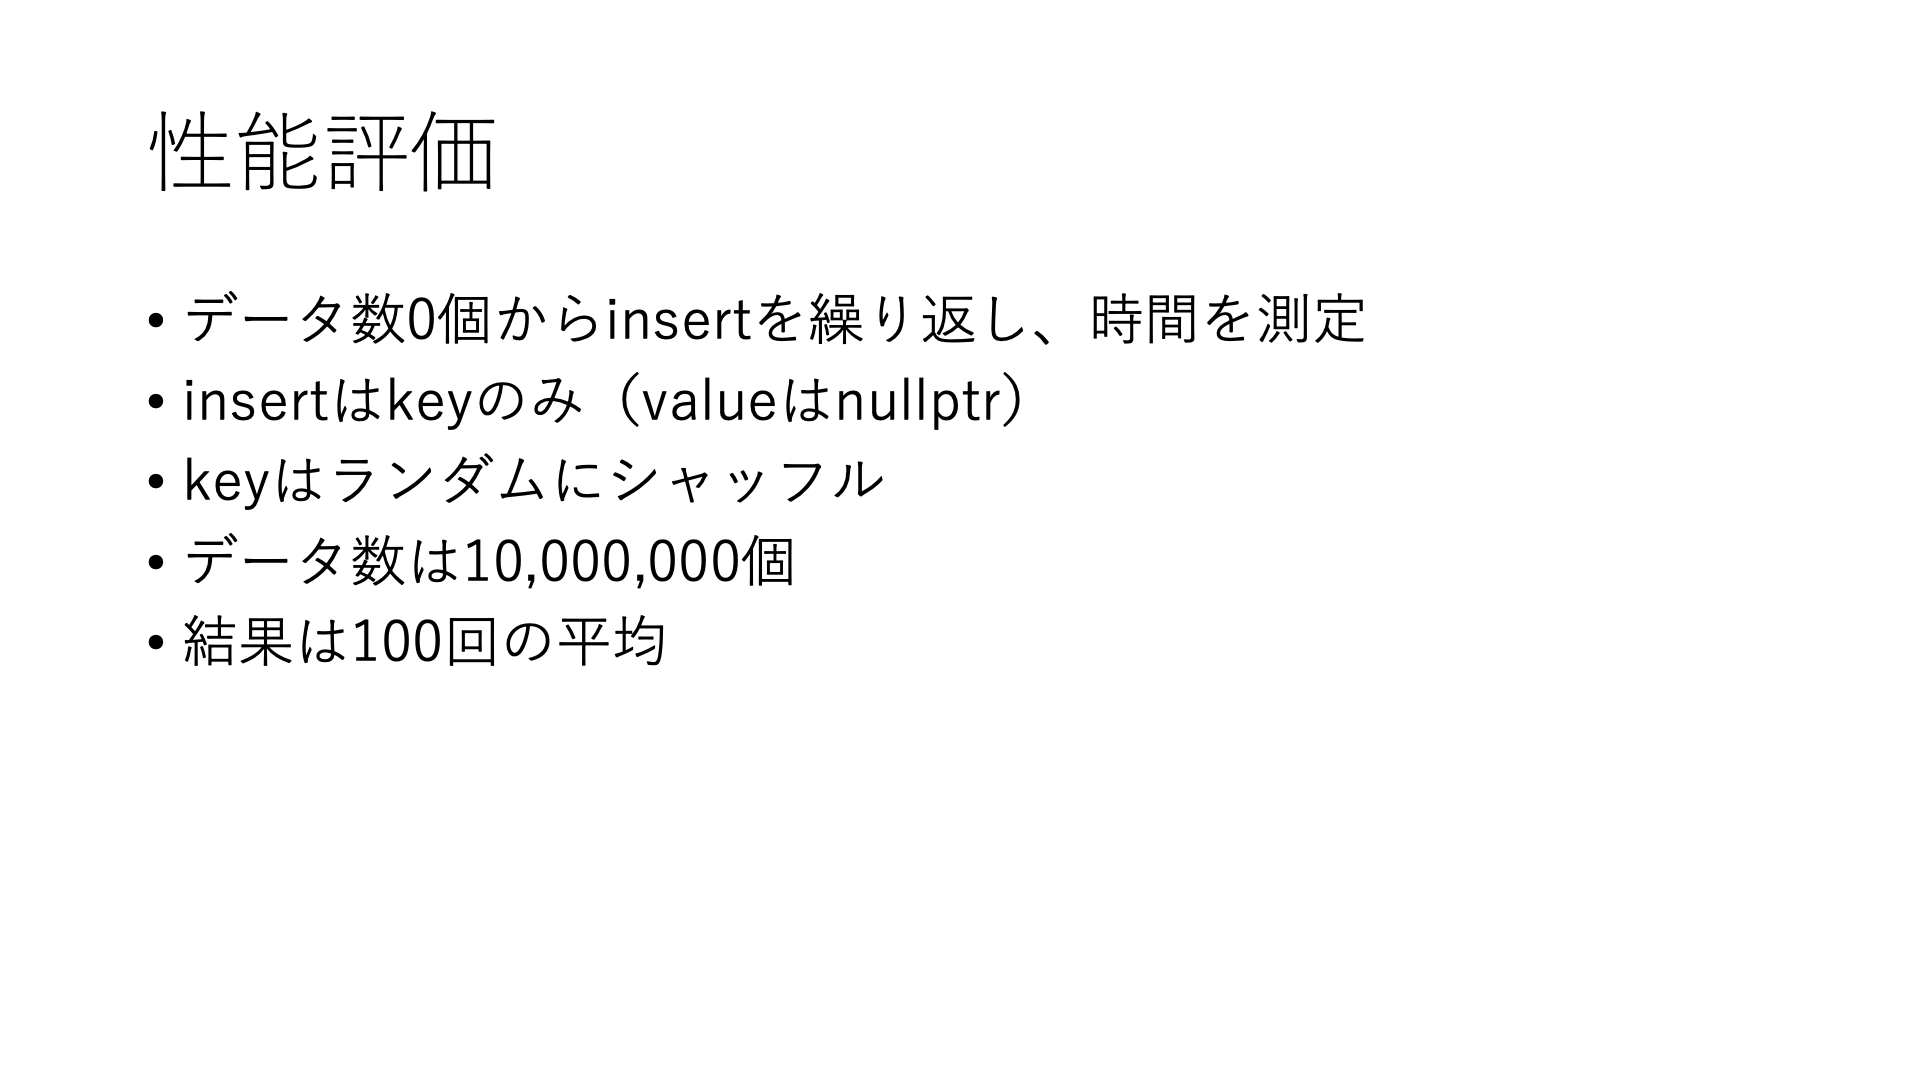 性能評価
• データ数0個からinsertを繰り返し、時間を測定
• insertはkeyのみ（valueはnullptr）
• keyはランダムにシャッフル
• データ数は10,000,000個
• 結果は100回の平均